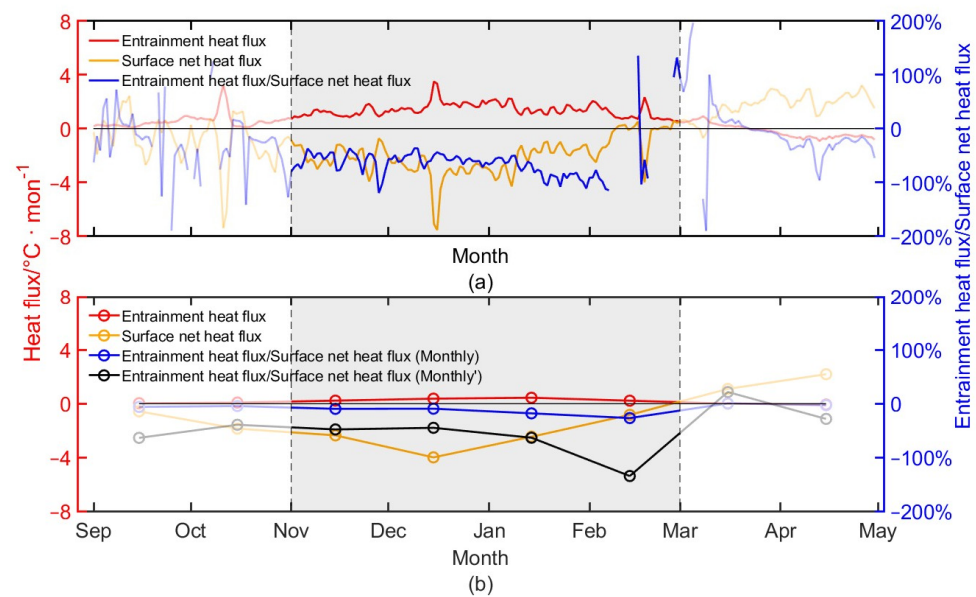 8
4
0
−4
−8
200%
100%
0
−100%
−200%
Entrainment heat flux
Surface net heat flux
Entrainment heat flux/Surface net heat flux
Month
(a)
Heat flux/°C · mon⁻¹
Entrainment heat flux/Surface net heat flux
8
4
0
−4
−8
200%
100%
0
−100%
−200%
Entrainment heat flux
Surface net heat flux
Entrainment heat flux/Surface net heat flux (Monthly)
Entrainment heat flux/Surface net heat flux (Monthly')
Sep Oct Nov Dec Jan Feb Mar Apr May
Month
(b)